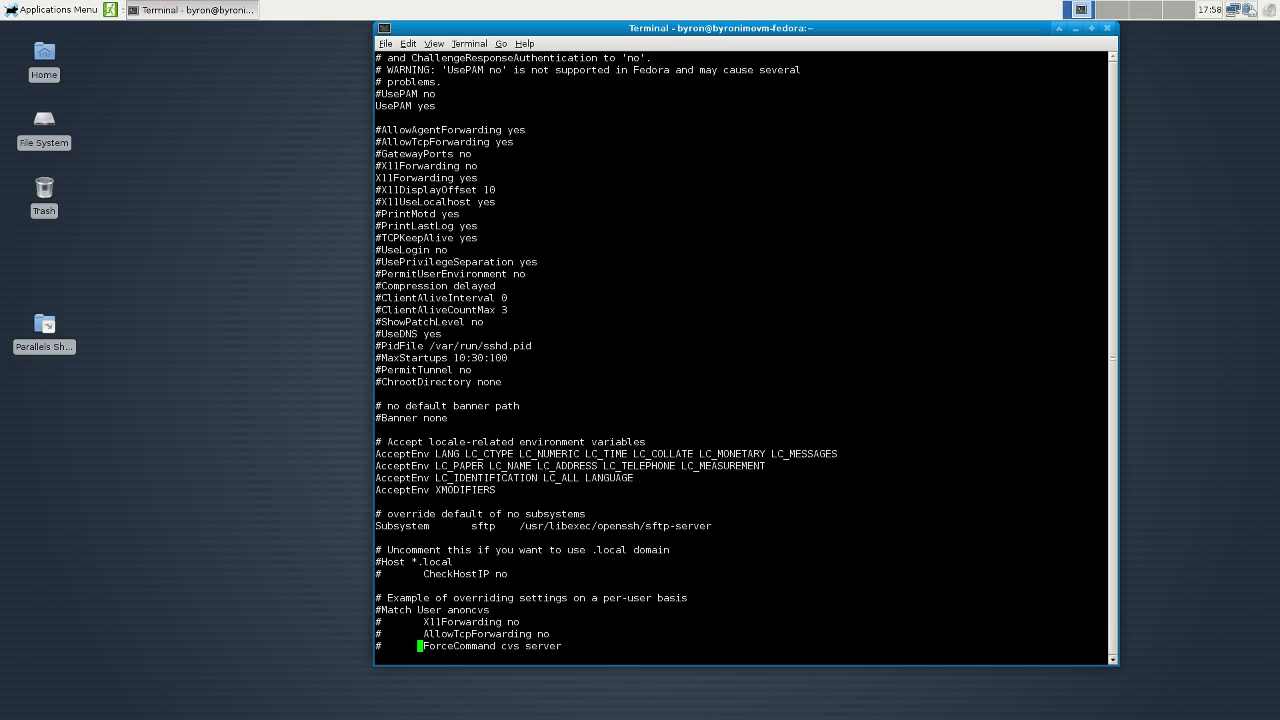 Applications Menu
Terminal - byron@byroni...
17:58
Terminal - byron@byronimovm-fedora:~
File Edit View Terminal Go Help
Home
File System
Trash
Parallels Sh...
# and ChallengeResponseAuthentication to 'no'.
# WARNING: 'UsePAM no' is not supported in Fedora and may cause several
# problems.
#UsePAM no
UsePAM yes
#AllowAgentForwarding yes
#AllowTcpForwarding yes
#GatewayPorts no
#X11Forwarding no
X11Forwarding yes
#X11DisplayOffset 10
#X11UseLocalhost yes
#PrintMotd yes
#PrintLastLog yes
#TCPKeepAlive yes
#UseLogin no
#UsePrivilegeSeparation yes
#PermitUserEnvironment no
#Compression delayed
#ClientAliveInterval 0
#ClientAliveCountMax 3
#ShowPatchLevel no
#UseDNS yes
#PidFile /var/run/sshd.pid
#MaxStartups 10:30:100
#PermitTunnel no
#ChrootDirectory none
# no default banner path
#Banner none
# Accept locale-related environment variables
AcceptEnv LANG LC_CTYPE LC_NUMERIC LC_TIME LC_COLLATE LC_MONETARY LC_MESSAGES
AcceptEnv LC_PAPER LC_NAME LC_ADDRESS LC_TELEPHONE LC_MEASUREMENT
AcceptEnv LC_IDENTIFICATION LC_ALL LANGUAGE
AcceptEnv XMODIFIERS
# override default of no subsystems
Subsystem sftp /usr/libexec/openssh/sftp-server
# Uncomment this if you want to use .local domain
#Host *.local
# CheckHostIP no
# Example of overriding settings on a per-user basis
#Match User anoncvs
# X11Forwarding no
# AllowTcpForwarding no
# ForceCommand cvs server